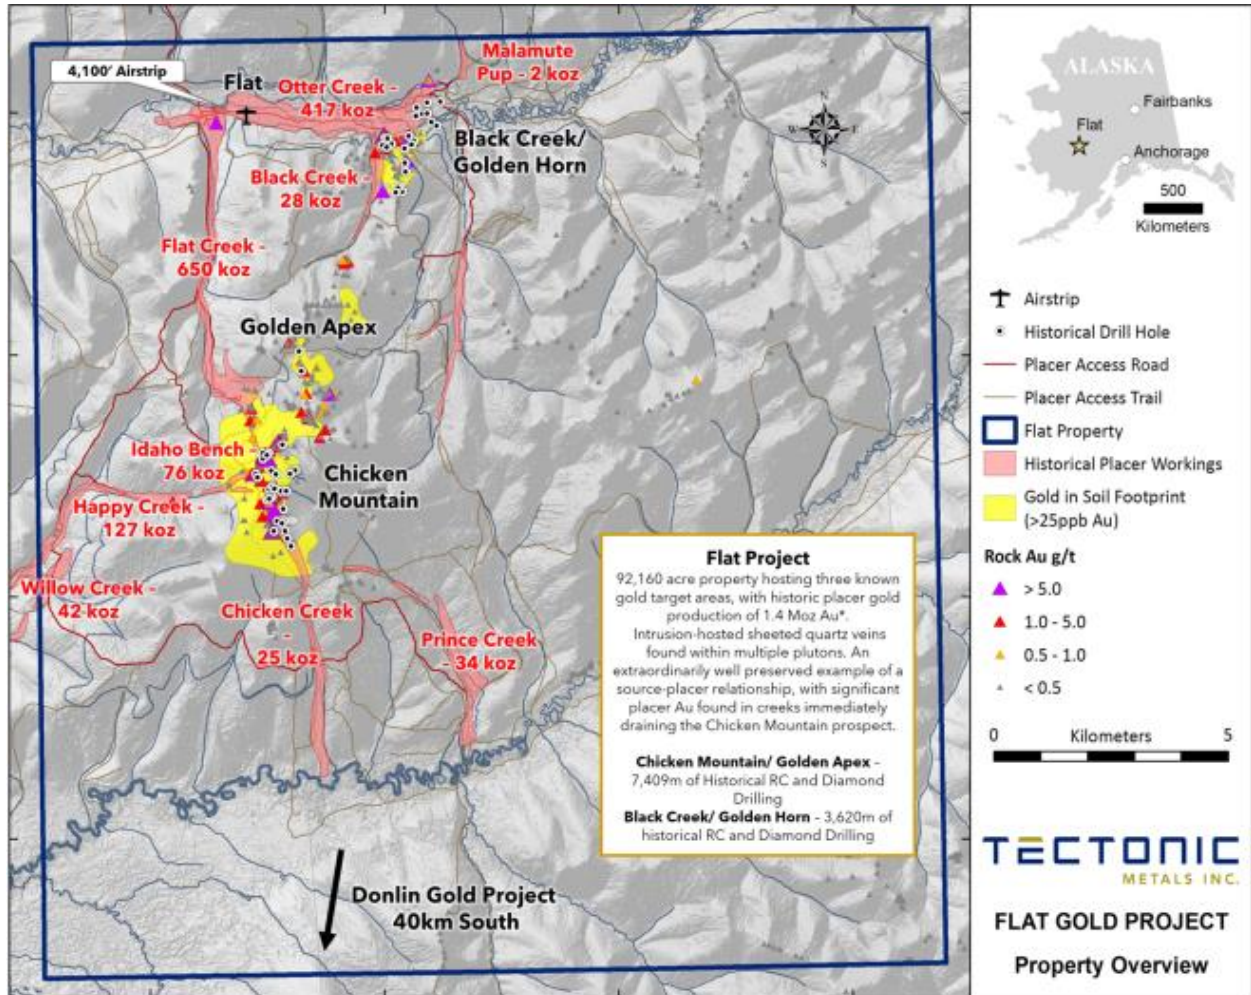 4,100' Airstrip
Flat
Malamute
Pup - 2 koz
Otter Creek -
417 koz
Black Creek/
Golden Horn
Black Creek -
28 koz
Flat Creek -
650 koz
Golden Apex
Idaho Bench -
76 koz
Chicken
Mountain
Happy Creek -
127 koz
Willow Creek -
42 koz
Chicken Creek
-
25 koz
Prince Creek
- 34 koz
Donlin Gold Project
40km South
N
W E
S
Flat Project
92,160 acre property hosting three known
gold target areas, with historic placer gold
production of 1.4 Moz Au*.
Intrusion-hosted sheeted quartz veins
found within multiple plutons. An
extraordinarily well preserved example of a
source-placer relationship, with significant
placer Au found in creeks immediately
draining the Chicken Mountain prospect.
Chicken Mountain/ Golden Apex -
7,409m of Historical RC and Diamond
Drilling
Black Creek/ Golden Horn - 3,620m of
historical RC and Diamond Drilling
ALASKA
Fairbanks
Flat
Anchorage
500
Kilometers
Airstrip
Historical Drill Hole
Placer Access Road
Placer Access Trail
Flat Property
Historical Placer Workings
Gold in Soil Footprint
(>25ppb Au)
Rock Au g/t
> 5.0
1.0 - 5.0
0.5 - 1.0
< 0.5
0 Kilometers 5
TECTONIC
METALS INC.
FLAT GOLD PROJECT
Property Overview